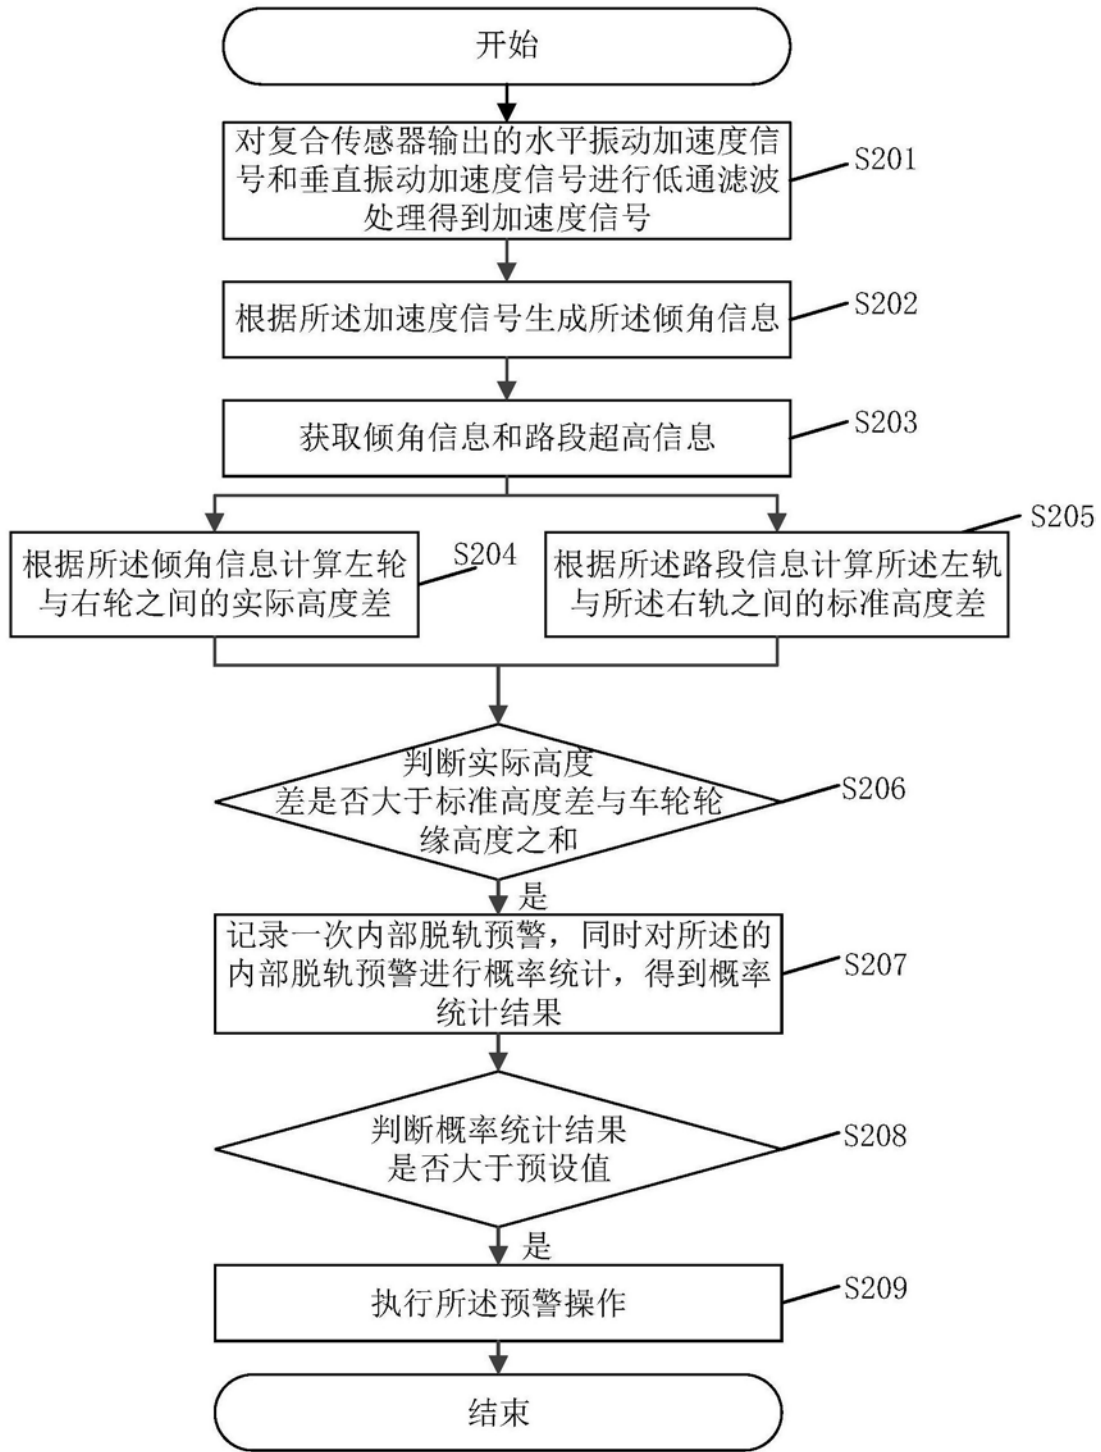 开始
对复合传感器输出的水平振动加速度信
号和垂直振动加速度信号进行低通滤波
处理得到加速度信号
S201
根据所述加速度信号生成所述倾角信息
S202
获取倾角信息和路段超高信息
S203
根据所述倾角信息计算左轮
与右轮之间的实际高度差
S204
根据所述路段信息计算所述左轨
与所述右轨之间的标准高度差
S205
判断实际高度
差是否大于标准高度差与车轮轮
缘高度之和
S206
是
记录一次内部脱轨预警，同时对所述的
内部脱轨预警进行概率统计，得到概率
统计结果
S207
判断概率统计结果
是否大于预设值
S208
是
执行所述预警操作
S209
结束